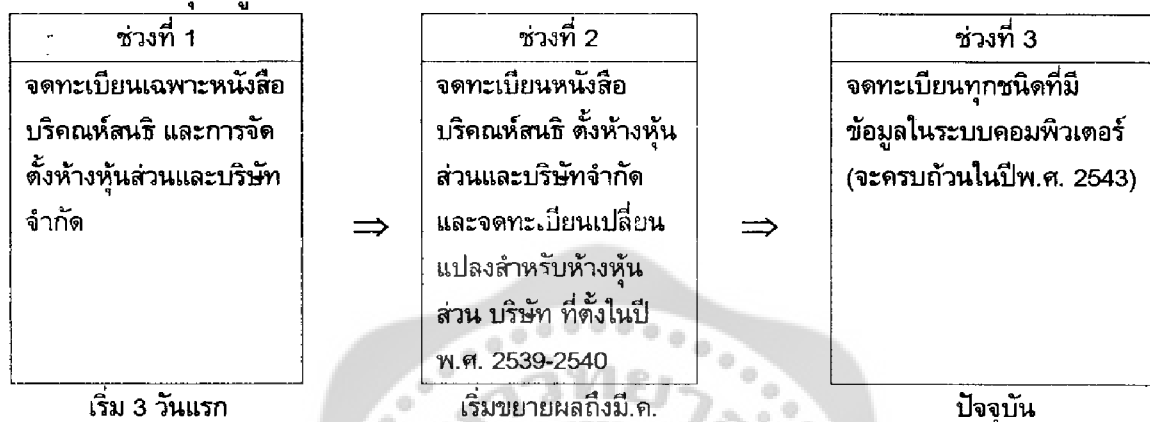 ช่วงที่ 1
จดทะเบียนเฉพาะหนังสือ
บริคณห์สนธิ และการจัด
ตั้งห้างหุ้นส่วนและบริษัท
จำกัด
เริ่ม 3 วันแรก
⇒
ช่วงที่ 2
จดทะเบียนหนังสือ
บริคณห์สนธิ ตั้งห้างหุ้น
ส่วนและบริษัทจำกัด
และจดทะเบียนเปลี่ยน
แปลงสำหรับห้างหุ้น
ส่วน บริษัท ที่ตั้งในปี
พ.ศ. 2539-2540
เริ่มขยายผลถึงมี.ค.
⇒
ช่วงที่ 3
จดทะเบียนทุกชนิดที่มี
ข้อมูลในระบบคอมพิวเตอร์
(จะครบถ้วนในปีพ.ศ. 2543)
ปัจจุบัน